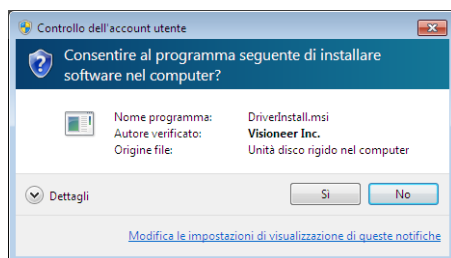 Controllo dell'account utente
Consentire al programma seguente di installare
software nel computer?
Nome programma: DriverInstall.msi
Autore verificato: Visioneer Inc.
Origine file: Unità disco rigido nel computer
Dettagli Sì No
Modifica le impostazioni di visualizzazione di queste notifiche